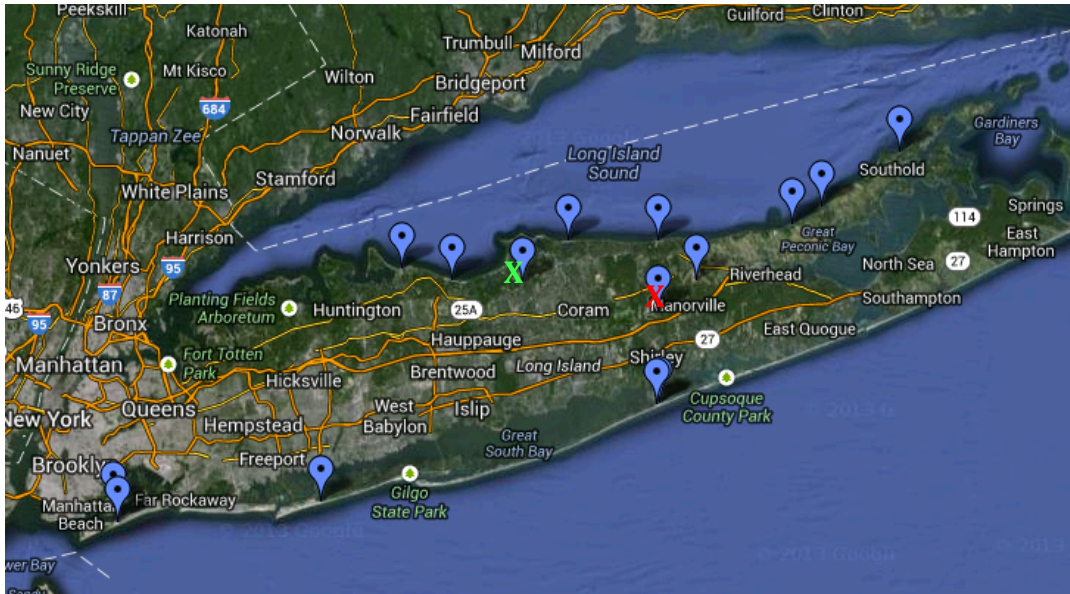 Peekskill
Katonah
Guilford
Clinton
Trumbull
Milford
Sunny Ridge
Preserve
Mt Kisco
Wilton
Bridgeport
New City
684
Fairfield
Gardiners
Bay
Tappan Zee
Norwalk
Nanuet
Long Island
Sound
Southold
White Plains
Stamford
Springs
114
Harrison
Great
Peconic Bay
East
Hampton
Yonkers
95
87
North Sea
27
Riverhead
X
X
Planting Fields
Arboretum
Huntington
25A
Coram
Manorville
Southampton
46
95
Bronx
East Quogue
Hauppauge
27
Manhattan
Fort Totten
Park
Hicksville
Brentwood
Long Island
Shirley
New York
Queens
West
Babylon
Islip
Cupsoque
County Park
Hempstead
Great
South Bay
Brooklyn
Freeport
Manhattan
Beach
Far Rockaway
Gilgo
State Park
© 2013 Google
wer Bay
Sandy